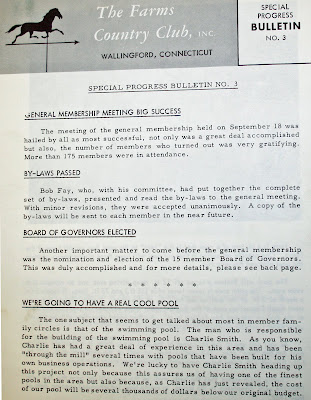 The Farms
Country Club, INC.
WALLINGFORD, CONNECTICUT
SPECIAL
PROGRESS
BULLETIN
NO. 3
SPECIAL PROGRESS BULLETIN NO. 3
GENERAL MEMBERSHIP MEETING BIG SUCCESS
The meeting of the general membership held on September 18 was
hailed by all as most successful, not only was a great deal accomplished
but also, the number of members who turned out was very gratifying.
More than 175 members were in attendance.
BY-LAWS PASSED
Bob Fay, who, with his committee, had put together the complete
set of by-laws, presented and read the by-laws to the general meeting.
With minor revisions, they were accepted unanimously. A copy of the
by-laws will be sent to each member in the near future.
BOARD OF GOVERNORS ELECTED
Another important matter to come before the general membership
was the nomination and election of the 15 member Board of Governors.
This was duly accomplished and for more details, please see back page.
* * * * * *
WE'RE GOING TO HAVE A REAL COOL POOL
The one subject that seems to get talked about most in member fam-
ily circles is that of the swimming pool. The man who is responsible
for the building of the swimming pool is Charlie Smith. As you know,
Charlie has had a great deal of experience in this area and has been
"through the mill" several times with pools that have been built for his
own business operations. We're lucky to have Charlie Smith heading up
this project not only because this assures us of having one of the finest
pools in the area but also because, as Charlie has just revealed, the cost
of our pool will be several thousands of dollars below our original budget.